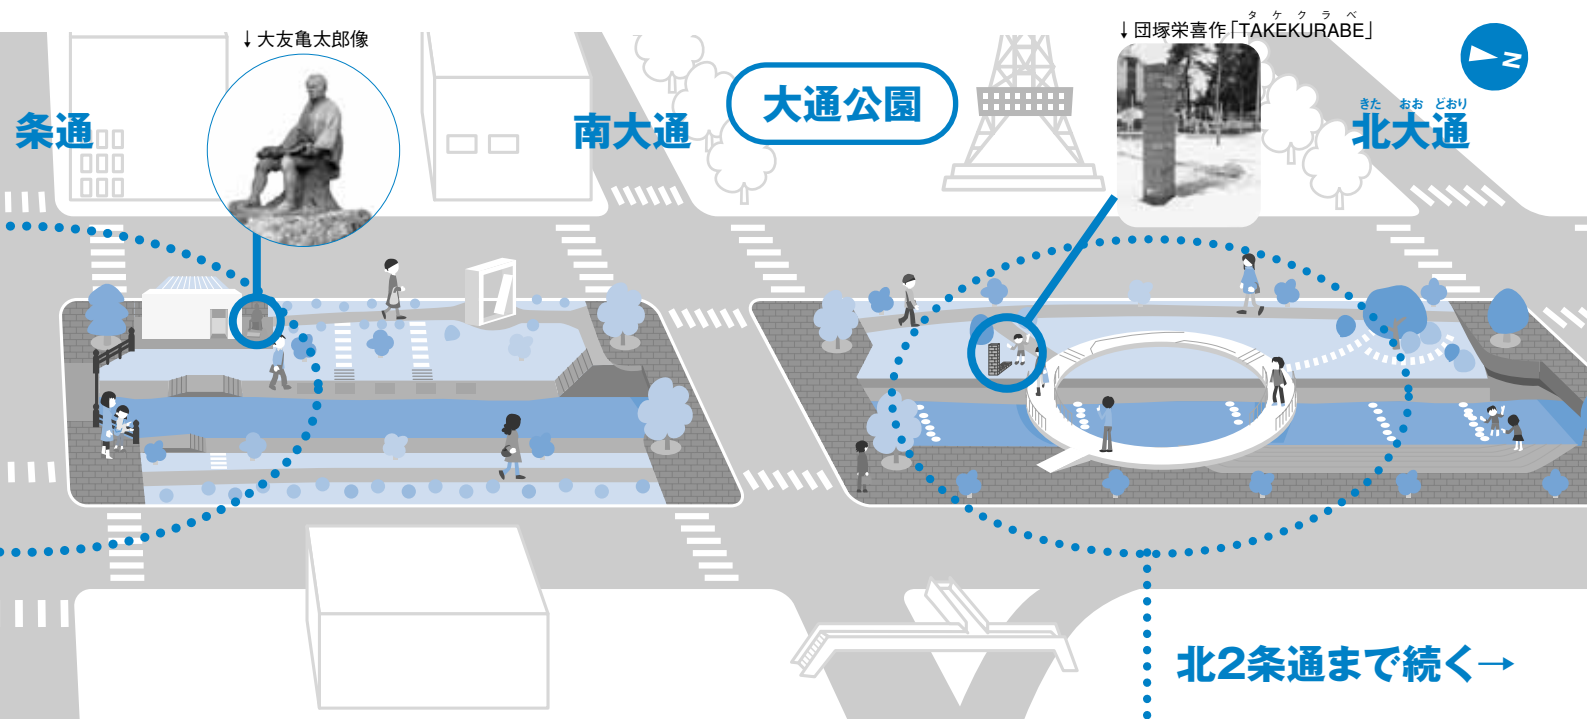 ↓大友亀太郎像
タケクラベ
↓団塚栄喜作「TAKEKURABE」
N
条通
南大通
大通公園
きた おお どおり
北大通
北2条通まで続く→